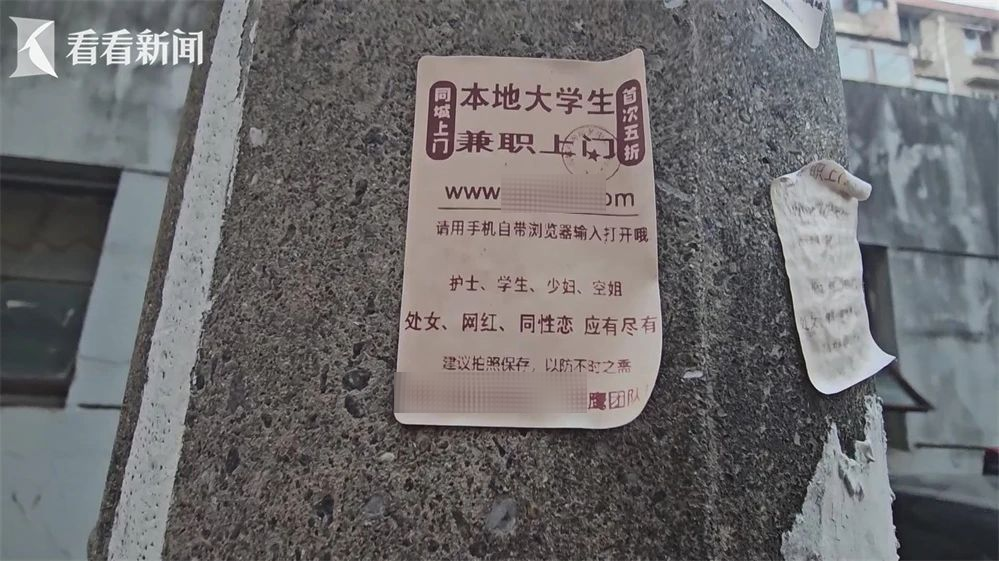 看看新闻
同城上门
本地大学生
首次五折
兼职上门
www om
请用手机自带浏览器输入打开哦
护士、学生、少妇、空姐
处女、网红、同性恋 应有尽有
建议拍照保存，以防不时之需
鹰团队
职上门